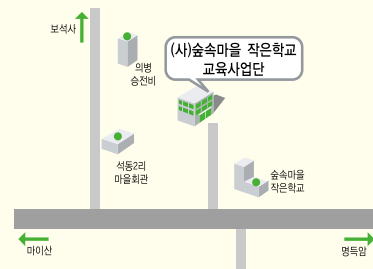 보석사
의병
승전비
(사)숲속마을 작은학교
교육사업단
석동2리
마을회관
숲속마을
작은학교
마이산
명덕암